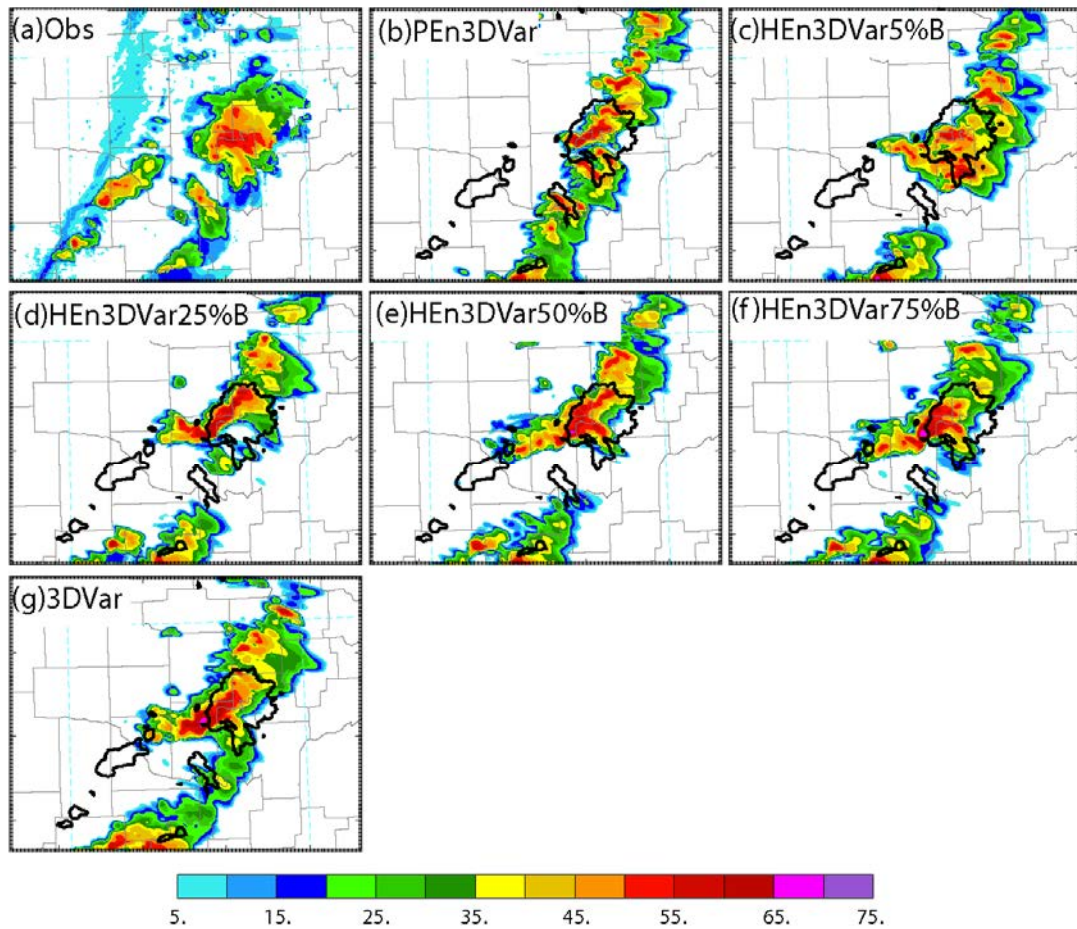 (a)Obs
(b)PEn3DVar
(c)HEn3DVar5%B
(d)HEn3DVar25%B
(e)HEn3DVar50%B
(f)HEn3DVar75%B
(g)3DVar
5. 15. 25. 35. 45. 55. 65. 75.